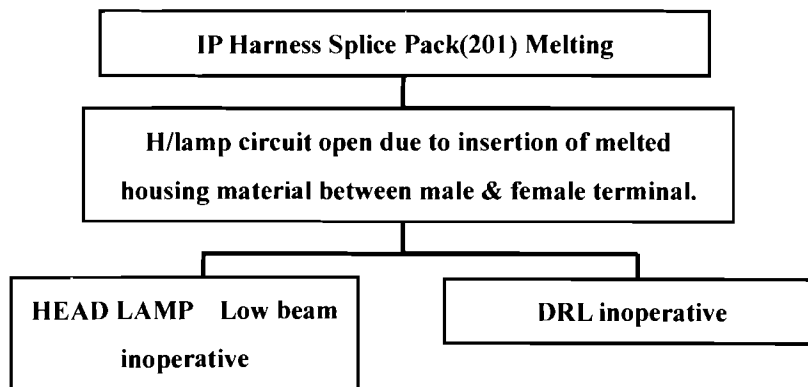 IP Harness Splice Pack(201) Melting
H/lamp circuit open due to insertion of melted
housing material between male & female terminal.
HEAD LAMP Low beam
inoperative
DRL inoperative